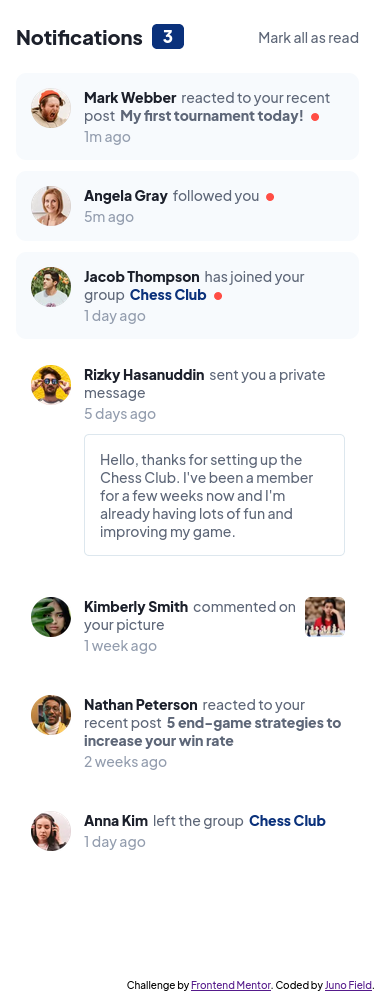 Notifications 3 Mark all as read
Mark Webber reacted to your recent
post My first tournament today!
1m ago
Angela Gray followed you
5m ago
Jacob Thompson has joined your
group Chess Club
1 day ago
Rizky Hasanuddin sent you a private
message
5 days ago
Hello, thanks for setting up the
Chess Club. I've been a member
for a few weeks now and I'm
already having lots of fun and
improving my game.
Kimberly Smith commented on
your picture
1 week ago
Nathan Peterson reacted to your
recent post 5 end-game strategies to
increase your win rate
2 weeks ago
Anna Kim left the group Chess Club
1 day ago
Challenge by Frontend Mentor. Coded by Juno Field.